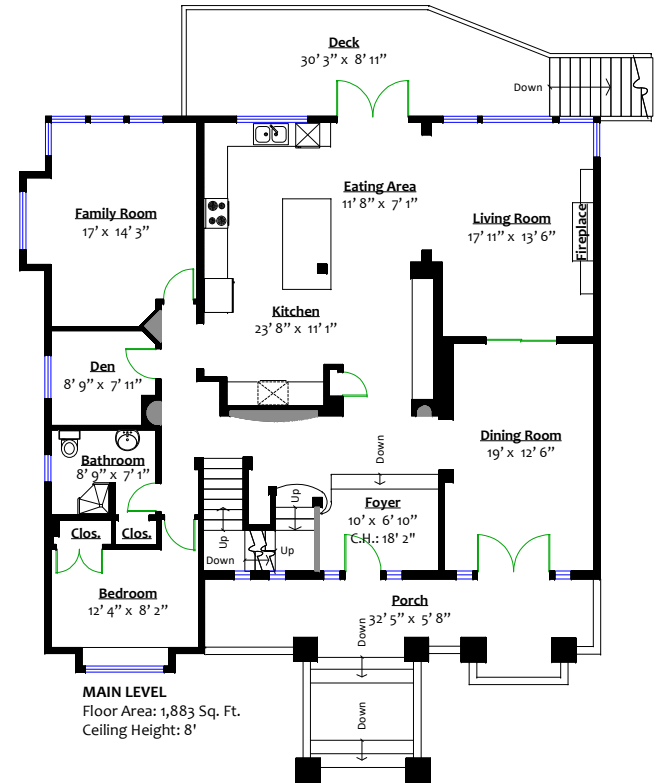 Deck
30' 3" x 8' 11"
Down
Family Room
17' x 14' 3"
Eating Area
11' 8" x 7' 1"
Living Room
17' 11" x 13' 6"
Fireplace
Kitchen
23' 8" x 11' 1"
Den
8' 9" x 7' 11"
Dining Room
19' x 12' 6"
Bathroom
8' 9" x 7' 1"
Down
Up
Foyer
10' x 6' 10"
C.H.: 18' 2"
Clos.
Clos.
Up
Down
Up
Bedroom
12' 4" x 8' 2"
Porch
32' 5" x 5' 8"
Down
Down
MAIN LEVEL
Floor Area: 1,883 Sq. Ft.
Ceiling Height: 8'